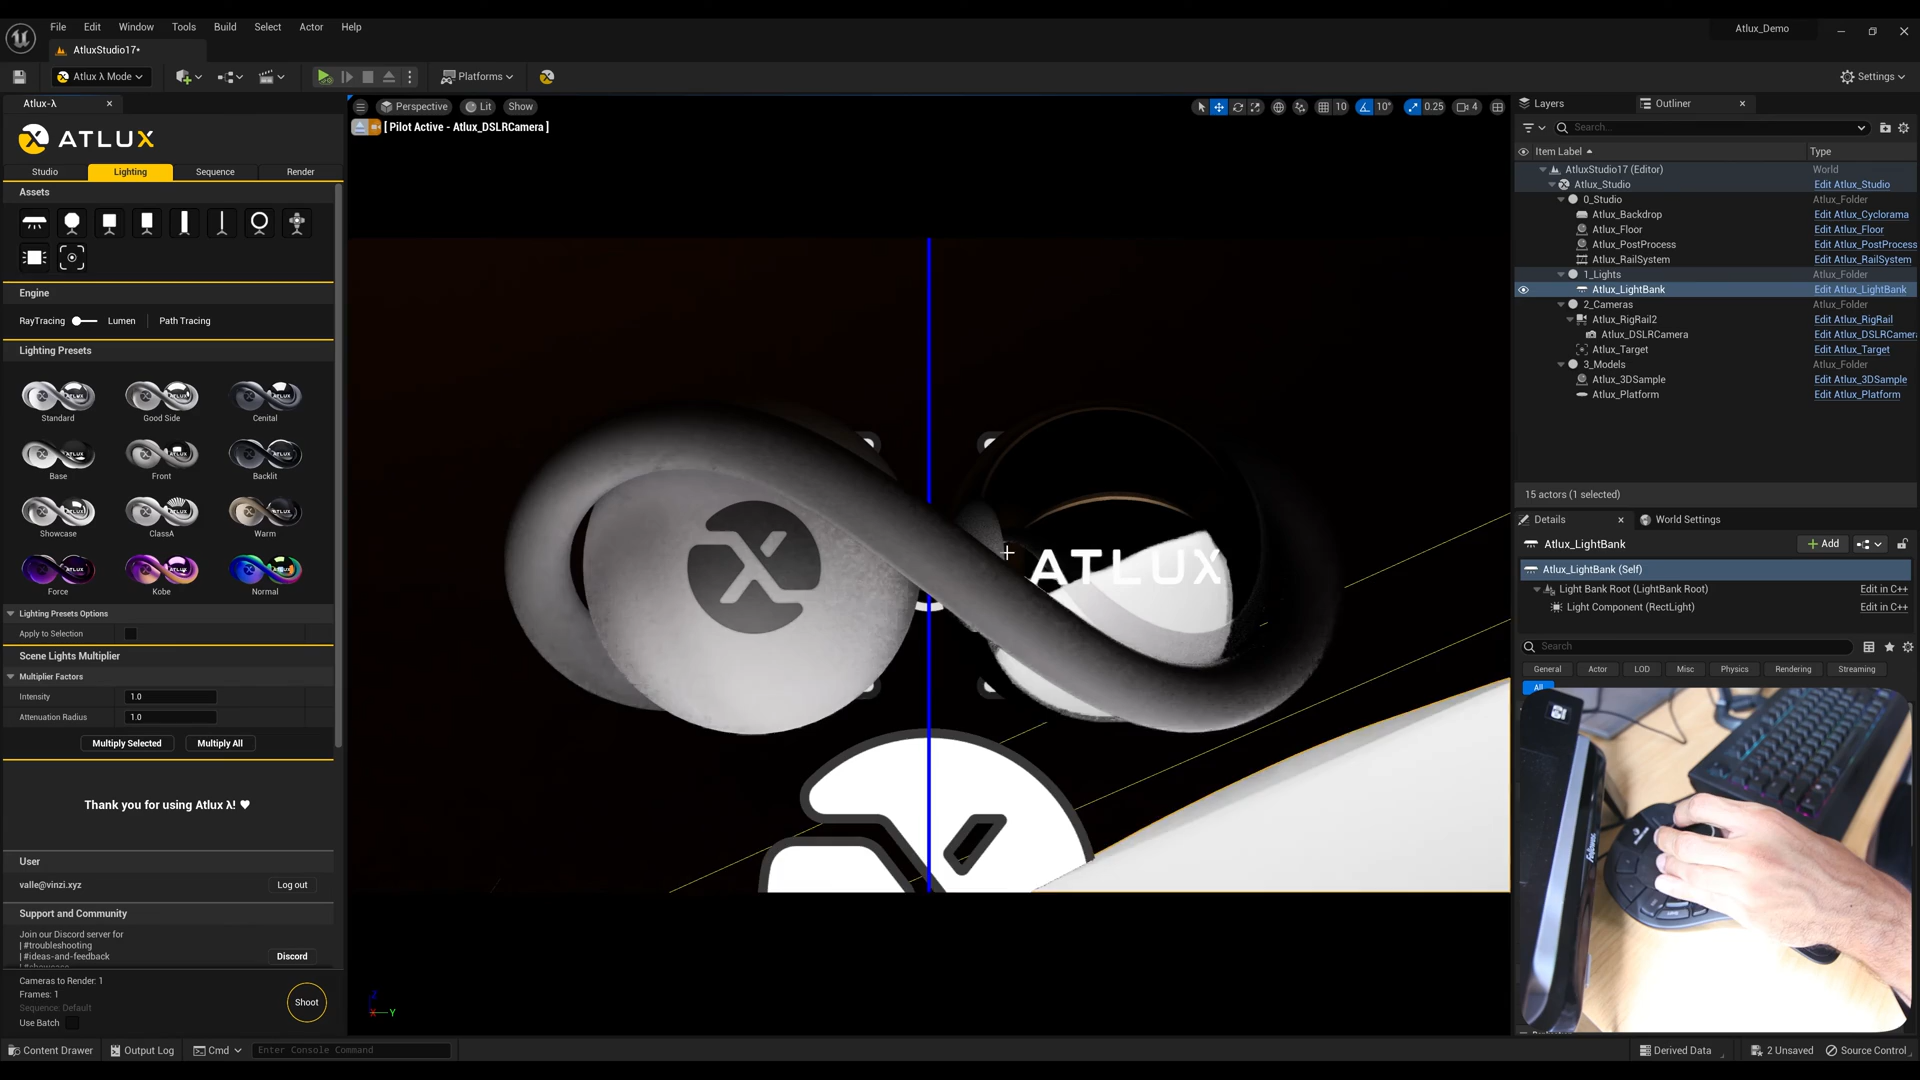 File Edit Window Tools Build Select Actor Help
Atlux_Demo
AtluxStudio17*
Atlux λ Mode
Platforms
Settings
Atlux-λ
ATLUX
Studio Lighting Sequence Render
Assets
Engine
RayTracing Lumen Path Tracing
Lighting Presets
Standard Good Side Cenital
Base Front Backlit
Showcase ClassA Warm
Force Kobe Normal
Lighting Presets Options
Apply to Selection
Scene Lights Multiplier
Multiplier Factors
Intensity 1.0
Attenuation Radius 1.0
Multiply Selected Multiply All
Thank you for using Atlux λ! ♥
User
valle@vinzi.xyz Log out
Support and Community
Join our Discord server for
| #troubleshooting
| #ideas-and-feedback
Discord
Cameras to Render: 1
Frames: 1
Sequence: Default
Use Batch
Shoot
Perspective Lit Show
10 10° 0.25 4
[ Pilot Active - Atlux_DSLRCamera ]
ATLUX
X Y
Layers Outliner
Search...
Item Label Type
AtluxStudio17 (Editor) World
Atlux_Studio Edit Atlux_Studio
0_Studio Atlux_Folder
Atlux_Backdrop Edit Atlux_Cyclorama
Atlux_Floor Edit Atlux_Floor
Atlux_PostProcess Edit Atlux_PostProcess
Atlux_RailSystem Edit Atlux_RailSystem
1_Lights Atlux_Folder
Atlux_LightBank Edit Atlux_LightBank
2_Cameras Atlux_Folder
Atlux_RigRail2 Edit Atlux_RigRail
Atlux_DSLRCamera Edit Atlux_DSLRCamer
Atlux_Target Edit Atlux_Target
3_Models Atlux_Folder
Atlux_3DSample Edit Atlux_3DSample
Atlux_Platform Edit Atlux_Platform
15 actors (1 selected)
Details World Settings
Atlux_LightBank
Add
Atlux_LightBank (Self)
Light Bank Root (LightBank Root) Edit in C++
Light Component (RectLight) Edit in C++
Search
General Actor LOD Misc Physics Rendering Streaming
All
Fellowes
Content Drawer Output Log Cmd Enter Console Command
Derived Data 2 Unsaved Source Control